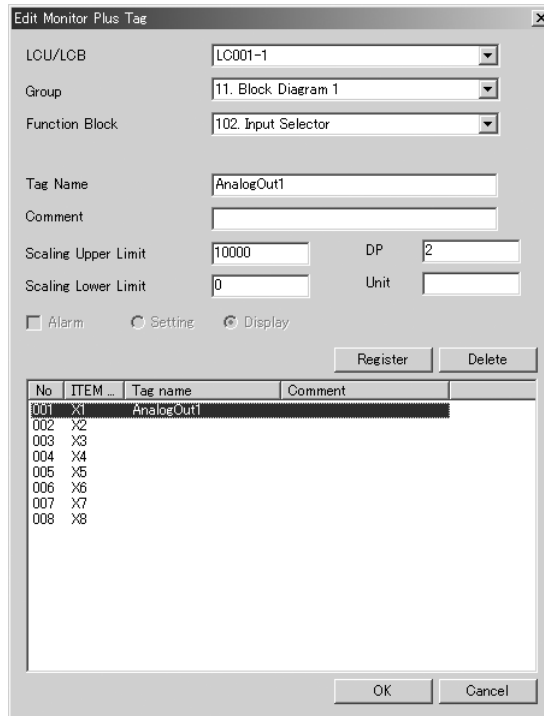 Edit Monitor Plus Tag
LCU/LCB LC001-1
Group 11. Block Diagram 1
Function Block 102. Input Selector
Tag Name AnalogOut1
Comment
Scaling Upper Limit 10000 DP 2
Scaling Lower Limit 0 Unit
Alarm Setting Display
Register Delete
No ITEM ... Tag name Comment
001 X1 AnalogOut1
002 X2
003 X3
004 X4
005 X5
006 X6
007 X7
008 X8
OK Cancel